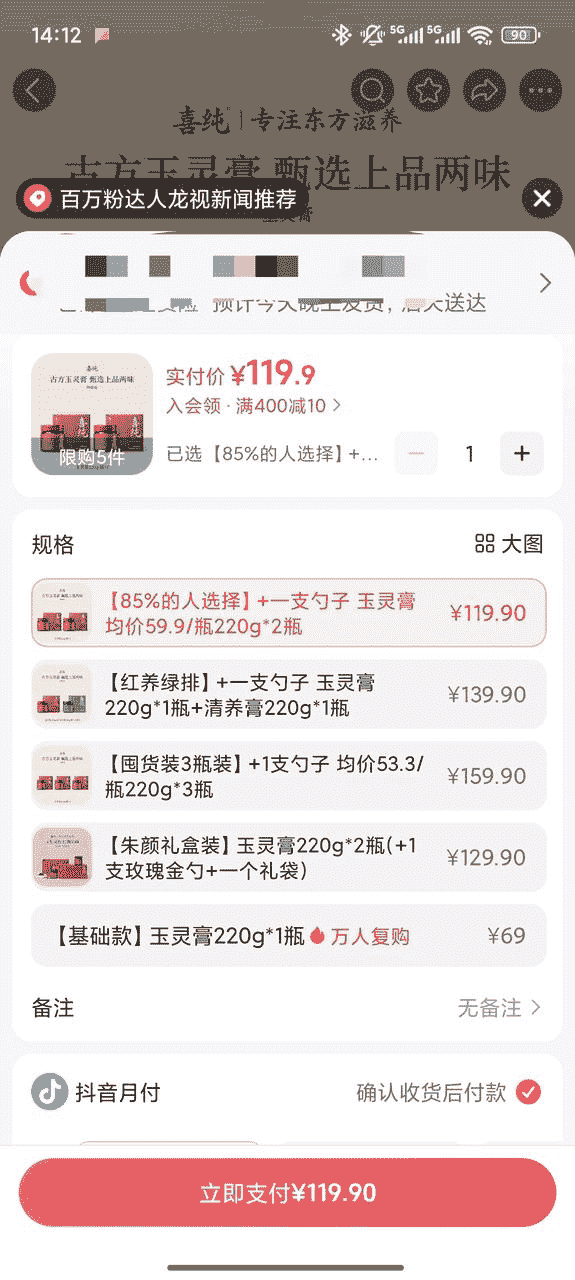 14:12
5G
5G
90
喜纯 | 专注东方滋养
古方玉灵膏 甄选上品两味
百万粉达人龙视新闻推荐
预计今天晚上发货，后天送达
喜纯
古方玉灵膏 甄选上品两味
限购5件
实付价 ¥119.9
入会领 · 满400减10
已选 【85%的人选择】+...
1
规格
大图
【85%的人选择】+一支勺子 玉灵膏
均价59.9/瓶220g*2瓶
¥119.90
【红养绿排】+一支勺子 玉灵膏
220g*1瓶+清养膏220g*1瓶
¥139.90
【囤货装3瓶装】+1支勺子 均价53.3/
瓶220g*3瓶
¥159.90
【朱颜礼盒装】玉灵膏220g*2瓶(+1
支玫瑰金勺+一个礼袋)
¥129.90
【基础款】玉灵膏220g*1瓶 万人复购
¥69
备注
无备注
抖音月付
确认收货后付款
立即支付¥119.90